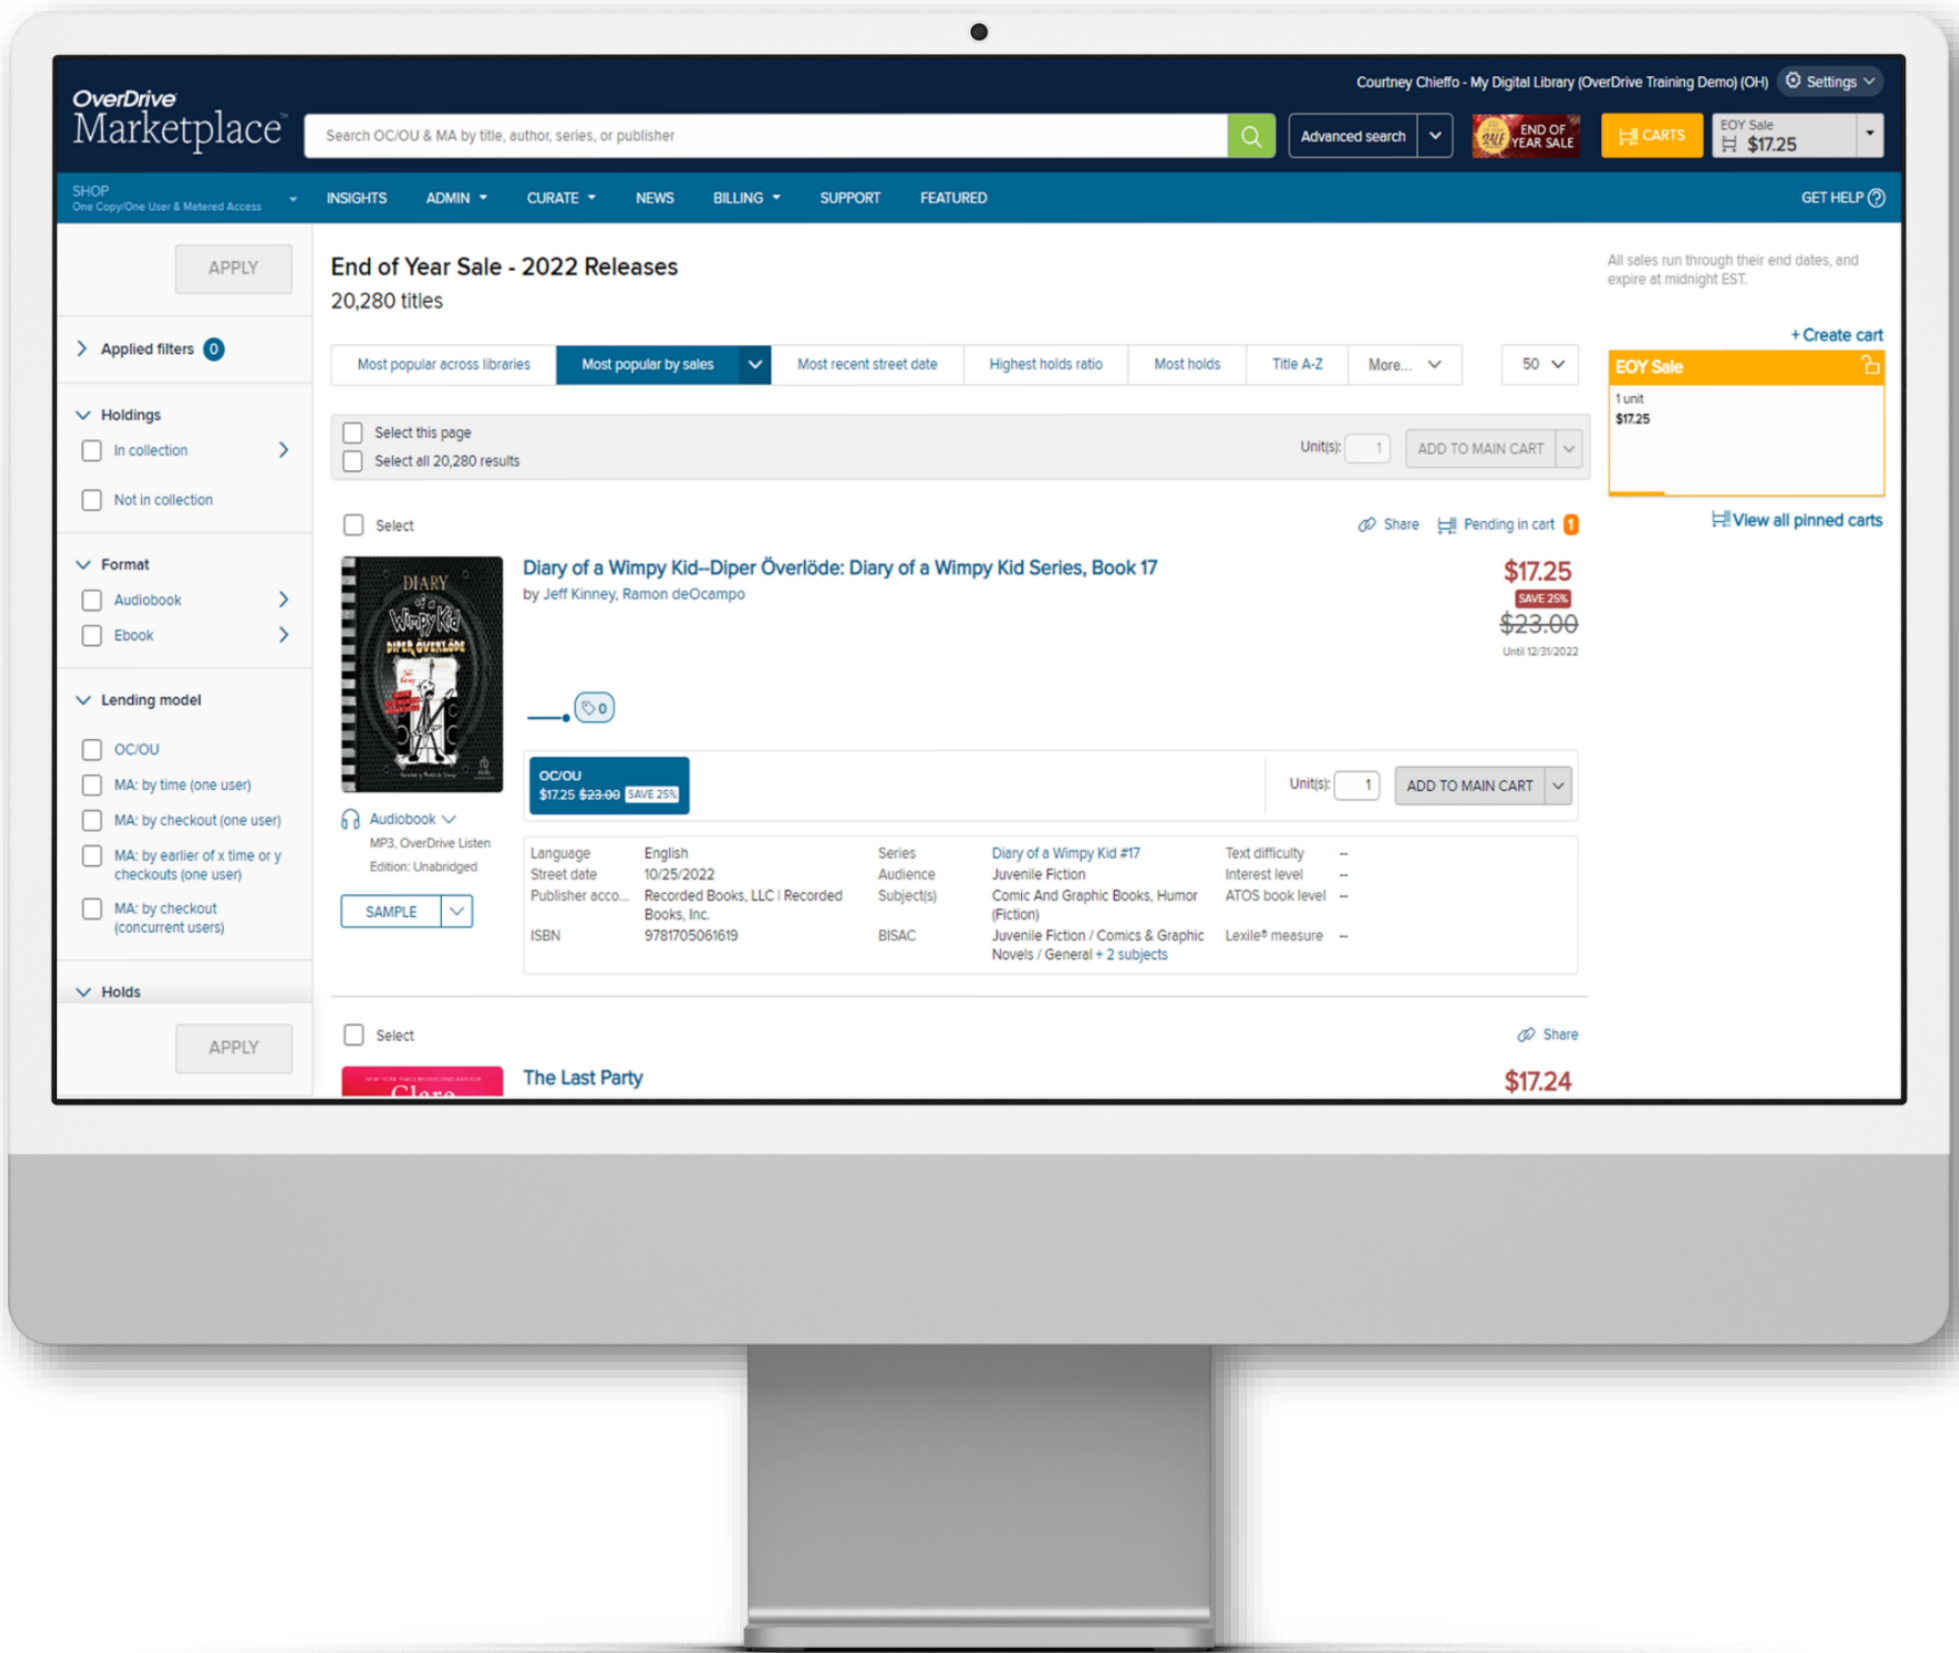 Courtney Chieffo - My Digital Library (OverDrive Training Demo) (OH) Settings
OverDrive
Marketplace™
Search OC/OU & MA by title, author, series, or publisher
Advanced search
END OF
YEAR SALE
SALE
CARTS
EOY Sale
$17.25
SHOP
One Copy/One User & Metered Access
INSIGHTS ADMIN CURATE NEWS BILLING SUPPORT FEATURED GET HELP
APPLY
Applied filters 0
Holdings
In collection
Not in collection
Format
Audiobook
Ebook
Lending model
OC/OU
MA: by time (one user)
MA: by checkout (one user)
MA: by earlier of x time or y
checkouts (one user)
MA: by checkout
(concurrent users)
Holds
APPLY
End of Year Sale - 2022 Releases
20,280 titles
Most popular across libraries Most popular by sales Most recent street date Highest holds ratio Most holds Title A-Z More... 50
Select this page
Select all 20,280 results
Unit(s): 1 ADD TO MAIN CART
Select
Share Pending in cart 1
DIARY
of a
Wimpy Kid
DIPER ÖVERLÖDE
Diary of a Wimpy Kid--Diper Överlöde: Diary of a Wimpy Kid Series, Book 17
by Jeff Kinney, Ramon deOcampo
$17.25
SAVE 25%
$23.00
Until 12/31/2022
0
OC/OU
$17.25 $23.00 SAVE 25%
Unit(s): 1 ADD TO MAIN CART
Audiobook
MP3, OverDrive Listen
Edition: Unabridged
SAMPLE
Language English
Street date 10/25/2022
Publisher acco... Recorded Books, LLC | Recorded
Books, Inc.
ISBN 9781705061619
Series Diary of a Wimpy Kid #17
Audience Juvenile Fiction
Subject(s) Comic And Graphic Books, Humor
(Fiction)
BISAC Juvenile Fiction / Comics & Graphic
Novels / General + 2 subjects
Text difficulty --
Interest level --
ATOS book level --
Lexile® measure --
Select
Share
Clare
The Last Party
$17.24
All sales run through their end dates, and
expire at midnight EST.
+ Create cart
EOY Sale
1 unit
$17.25
View all pinned carts